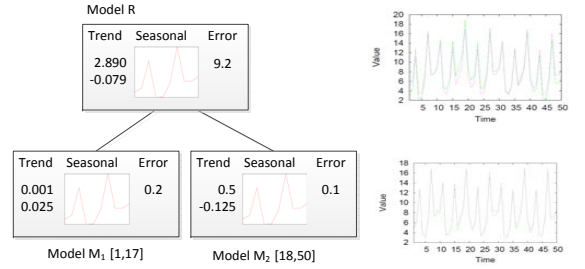 Model R
Trend Seasonal Error
2.890
-0.079
9.2
Trend Seasonal Error
0.001
0.025
0.2
Model M₁ [1,17]
Trend Seasonal Error
0.5
-0.125
0.1
Model M₂ [18,50]
Value
20
18
16
14
12
10
8
6
4
2
5 10 15 20 25 30 35 40 45 50
Time
Value
18
16
14
12
10
8
6
4
2
5 10 15 20 25 30 35 40 45 50
Time